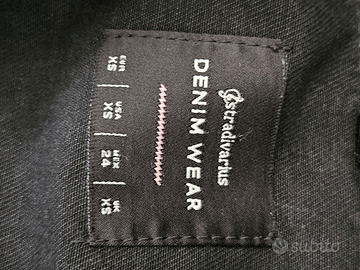 stradivarius
DENIM WEAR
EUR USA MEX UK
XS XS 24 XS
subito